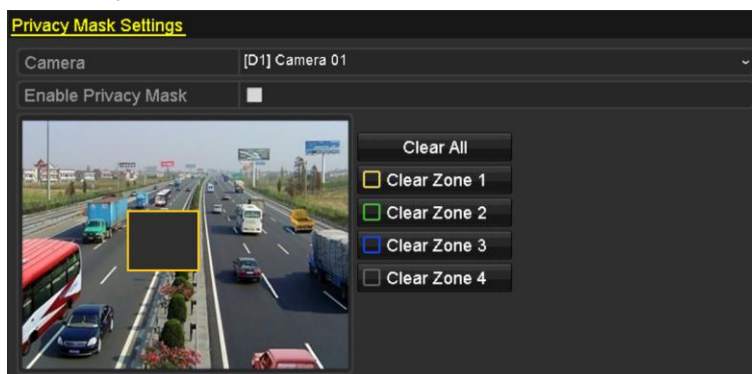 Privacy Mask Settings
Camera [D1] Camera 01
Enable Privacy Mask
Clear All
Clear Zone 1
Clear Zone 2
Clear Zone 3
Clear Zone 4